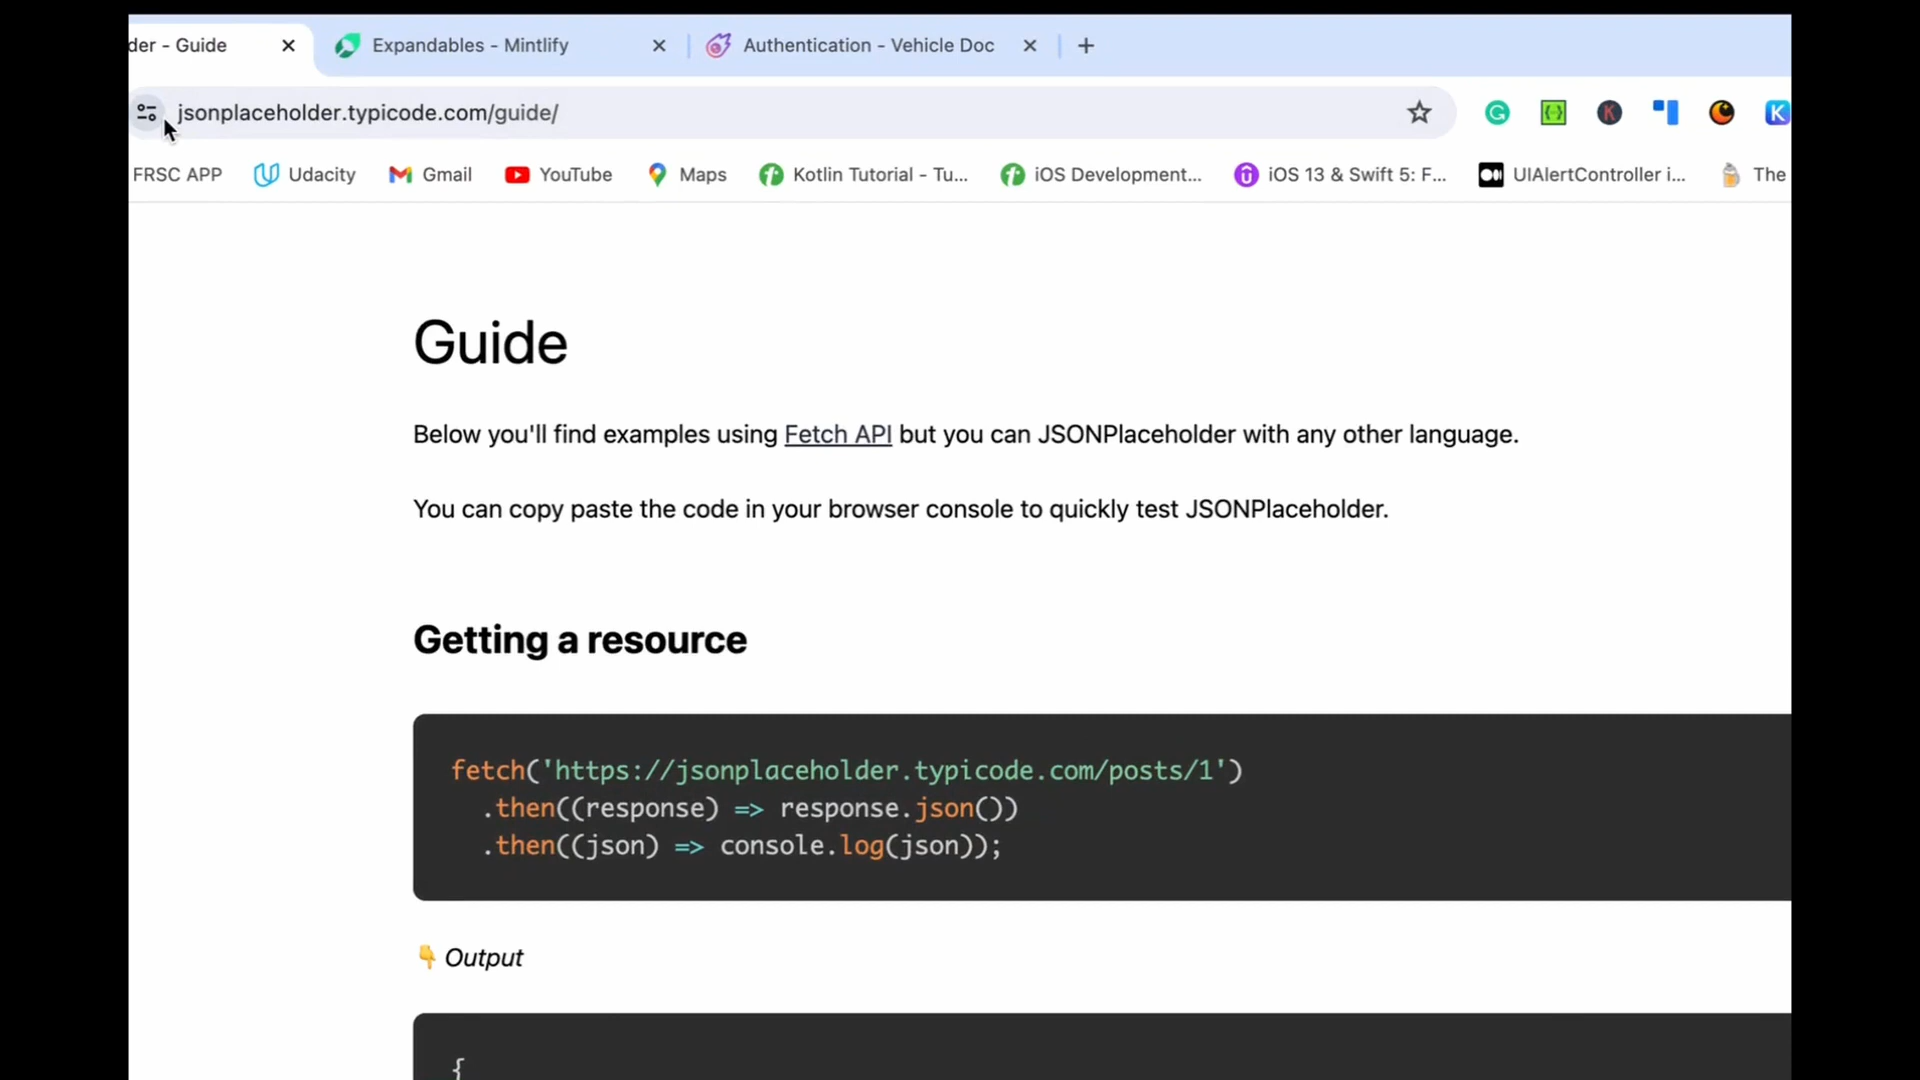 der - Guide
Expandables - Mintlify
Authentication - Vehicle Doc
jsonplaceholder.typicode.com/guide/
FRSC APP
Udacity
Gmail
YouTube
Maps
Kotlin Tutorial - Tu...
iOS Development...
iOS 13 & Swift 5: F...
UIAlertController i...
The
Guide
Below you'll find examples using Fetch API but you can JSONPlaceholder with any other language.
You can copy paste the code in your browser console to quickly test JSONPlaceholder.
Getting a resource
fetch('https://jsonplaceholder.typicode.com/posts/1')
.then((response) => response.json())
.then((json) => console.log(json));
👇 Output
{